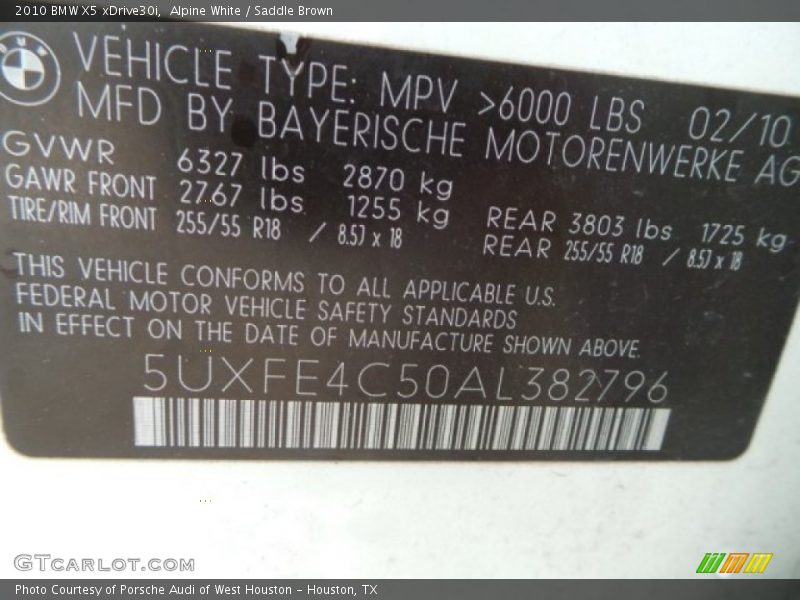 2010 BMW X5 xDrive30i, Alpine White / Saddle Brown
BMW
VEHICLE TYPE: MPV >6000 LBS 02/10
MFD BY BAYERISCHE MOTORENWERKE AG
GVWR 6327 lbs 2870 kg
GAWR FRONT 2767 lbs 1255 kg REAR 3803 lbs 1725 kg
TIRE/RIM FRONT 255/55 R18 / 8.5J x 18 REAR 255/55 R18 / 8.5J x 18
THIS VEHICLE CONFORMS TO ALL APPLICABLE U.S.
FEDERAL MOTOR VEHICLE SAFETY STANDARDS
IN EFFECT ON THE DATE OF MANUFACTURE SHOWN ABOVE.
5UXFE4C50AL382796
GTCARLOT.COM
Photo Courtesy of Porsche Audi of West Houston - Houston, TX